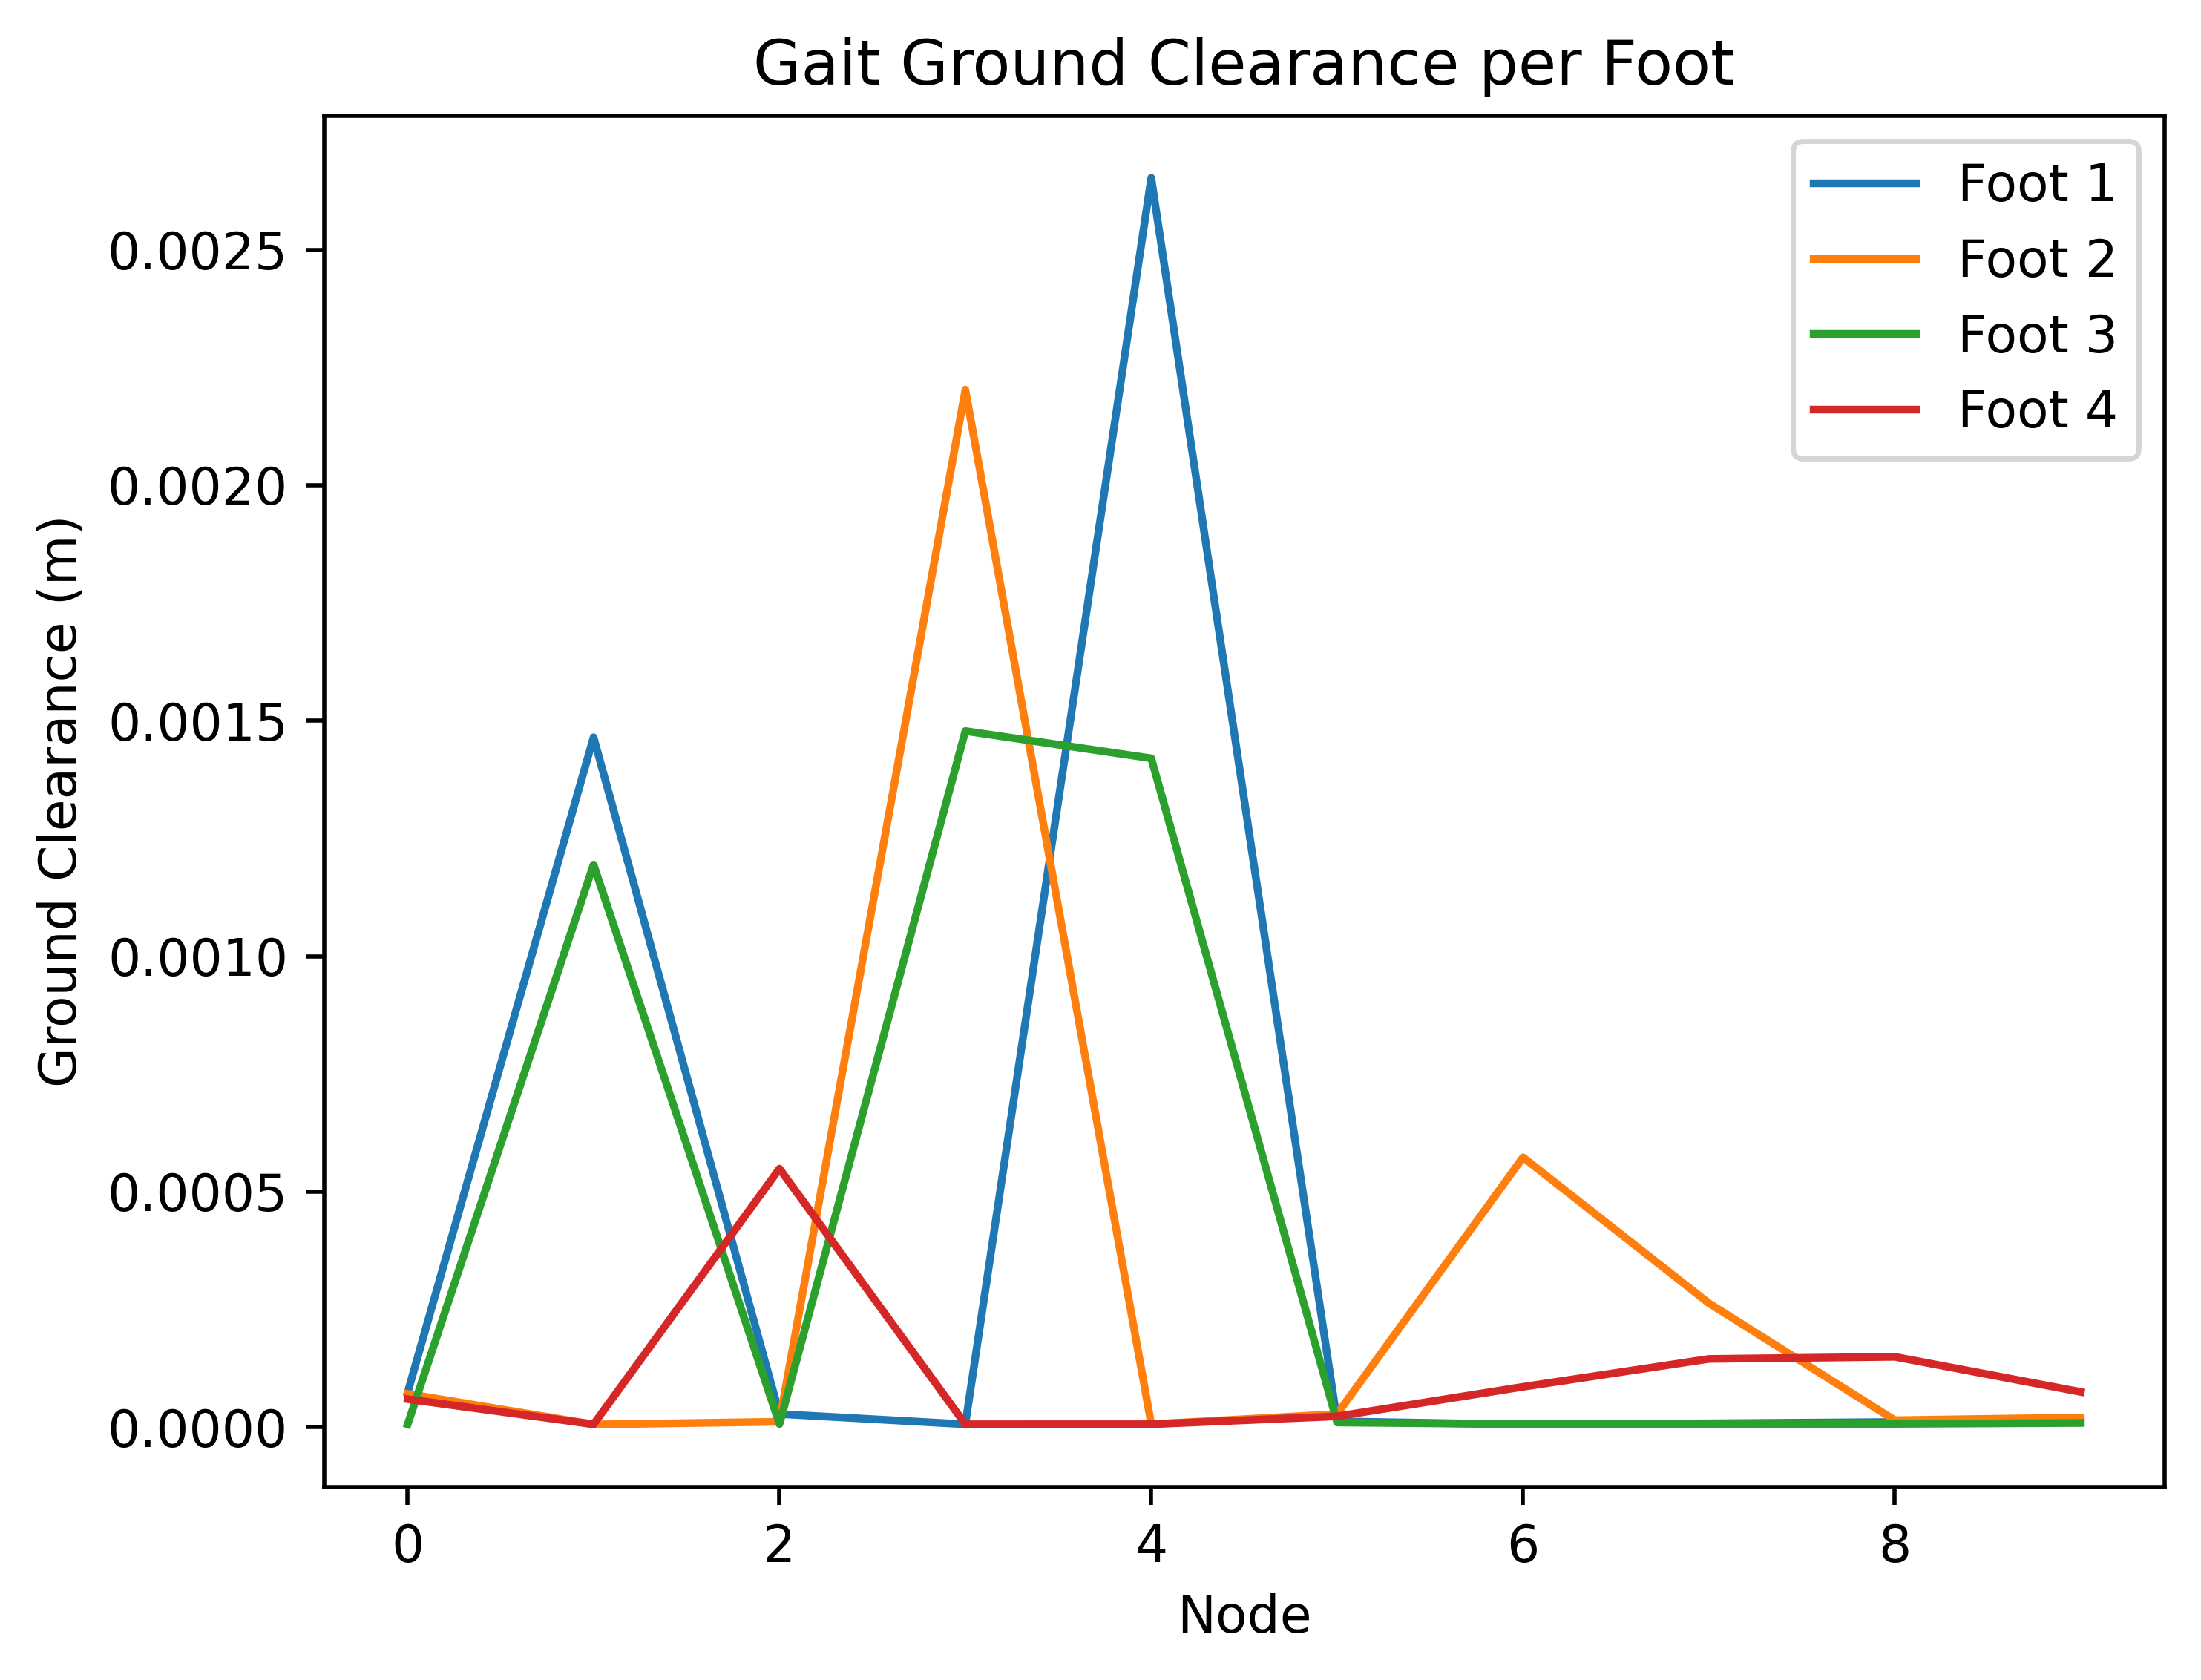 Gait Ground Clearance per Foot
Foot 1
Foot 2
Foot 3
Foot 4
Ground Clearance (m)
0.0025
0.0020
0.0015
0.0010
0.0005
0.0000
0 2 4 6 8
Node